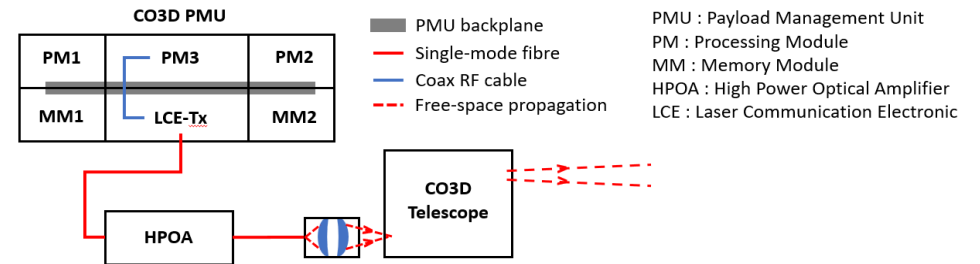 CO3D PMU
PM1 PM3 PM2
MM1 LCE-Tx MM2
PMU backplane
Single-mode fibre
Coax RF cable
Free-space propagation
PMU : Payload Management Unit
PM : Processing Module
MM : Memory Module
HPOA : High Power Optical Amplifier
LCE : Laser Communication Electronic
CO3D
Telescope
HPOA